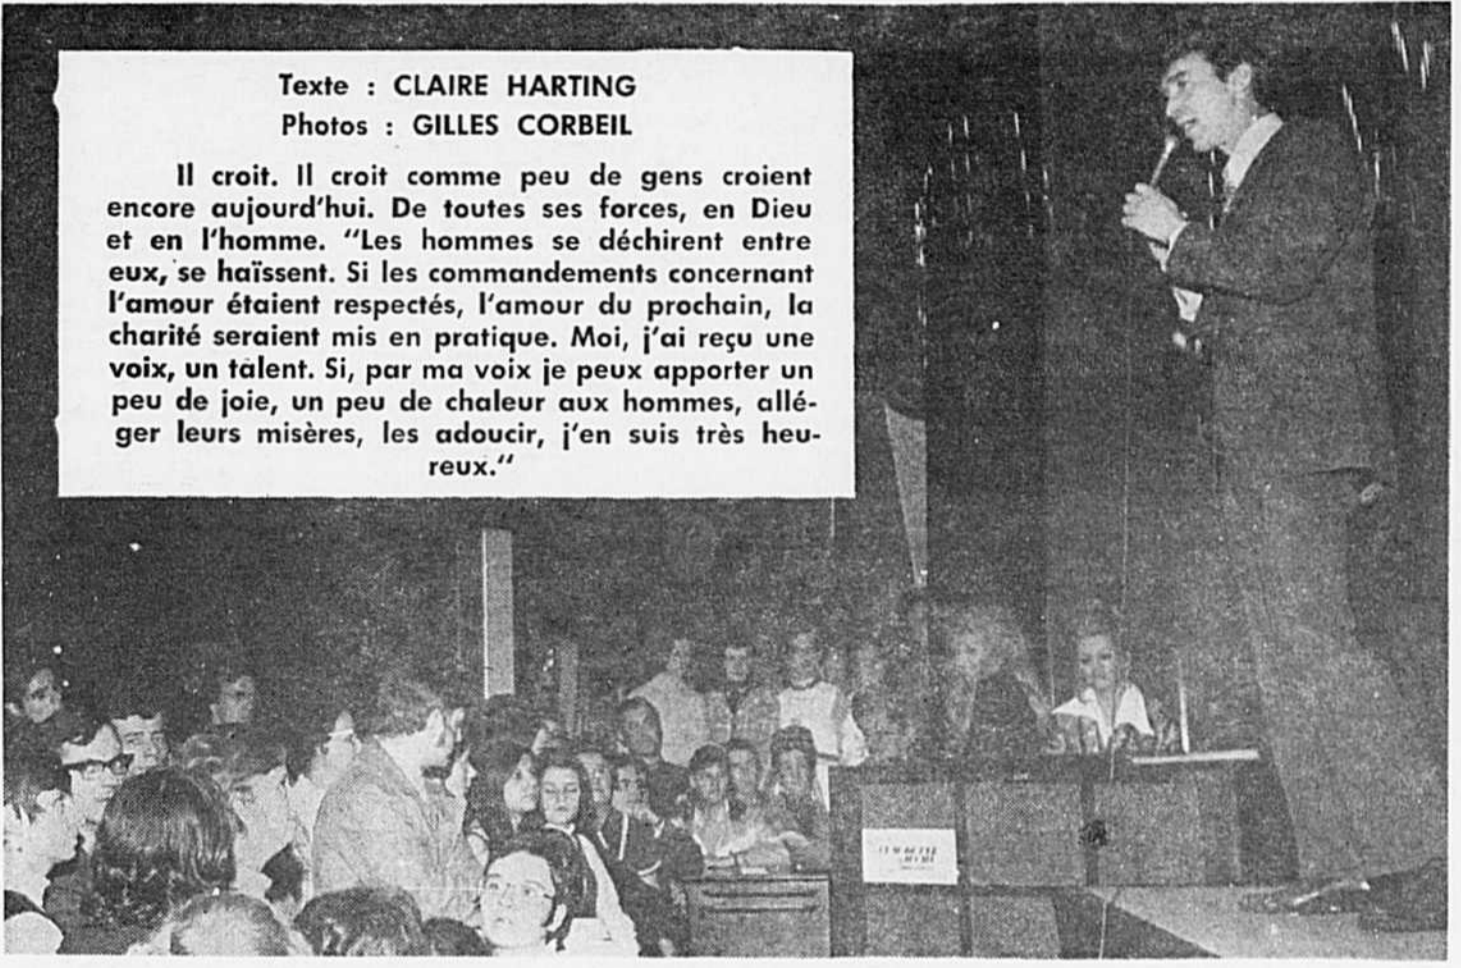 Texte : CLAIRE HARTING
Photos : GILLES CORBEIL
Il croit. Il croit comme peu de gens croient
encore aujourd'hui. De toutes ses forces, en Dieu
et en l'homme. "Les hommes se déchirent entre
eux, se haïssent. Si les commandements concernant
l'amour étaient respectés, l'amour du prochain, la
charité seraient mis en pratique. Moi, j'ai reçu une
voix, un talent. Si, par ma voix je peux apporter un
peu de joie, un peu de chaleur aux hommes, allé-
ger leurs misères, les adoucir, j'en suis très heu-
reux."